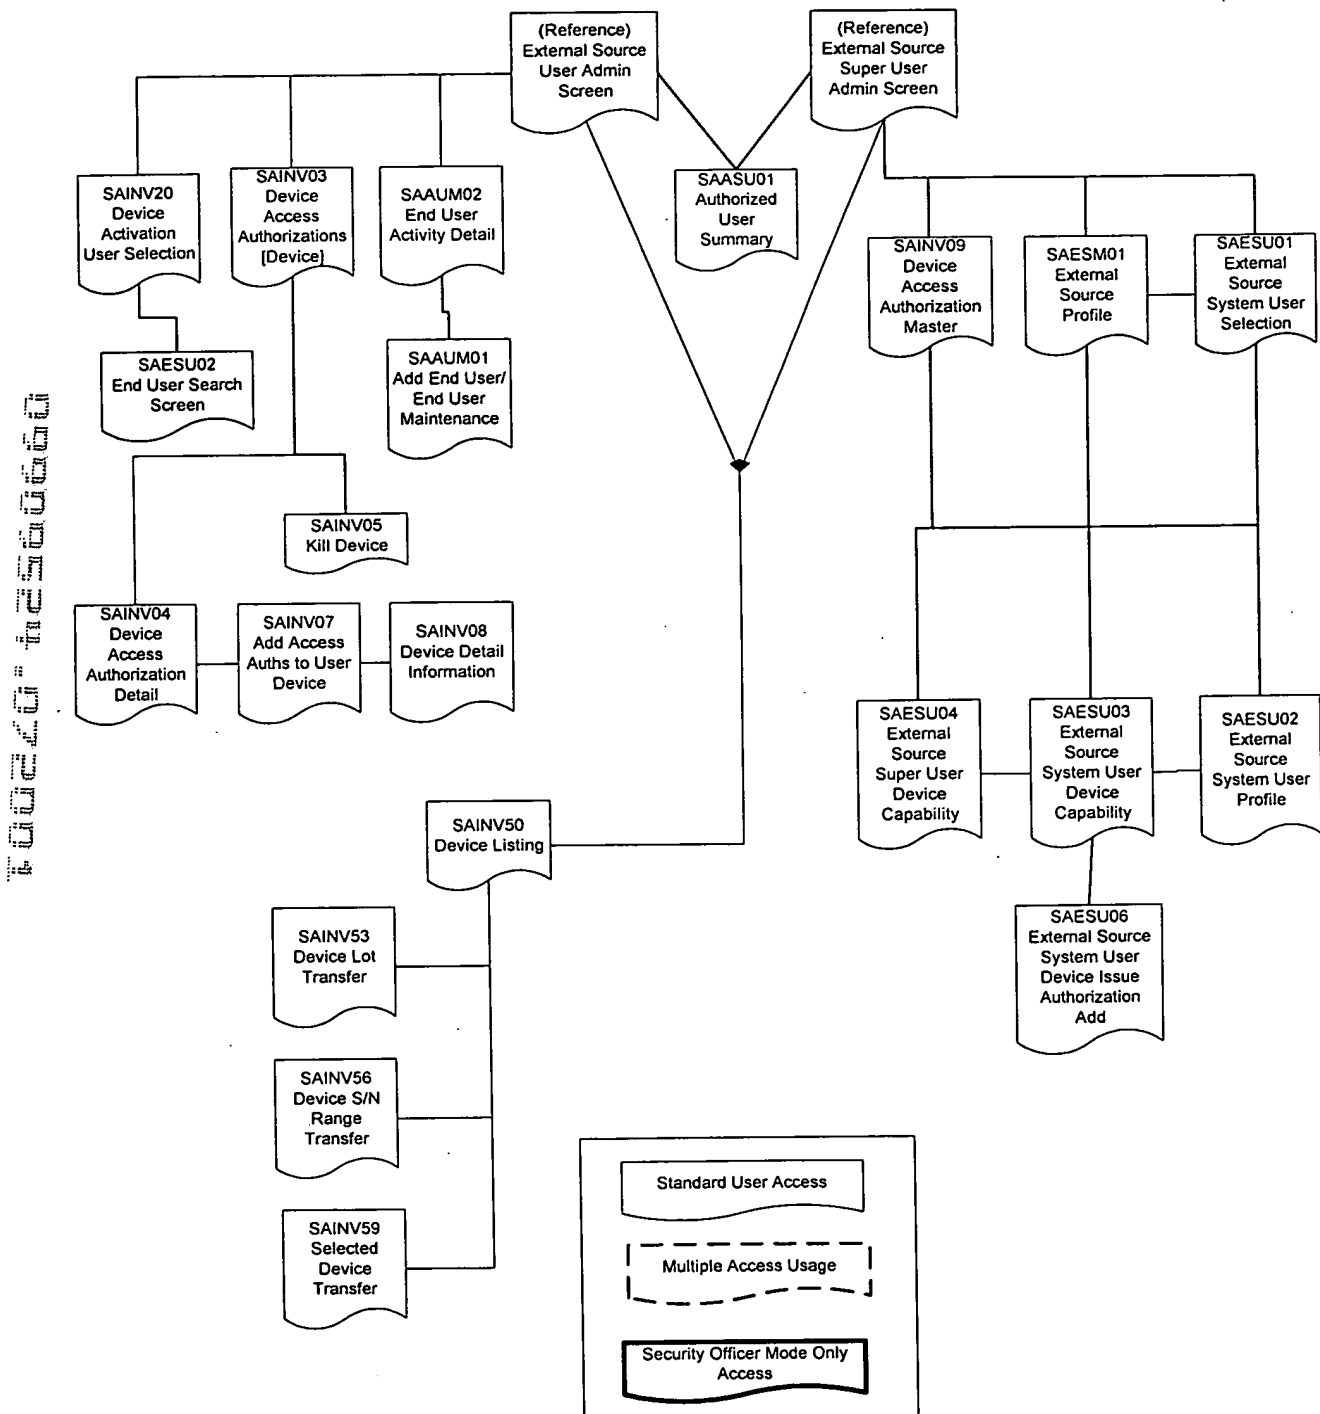 (Reference)
External Source
User Admin
Screen
(Reference)
External Source
Super User
Admin Screen
SAINV20
Device
Activation
User Selection
SAINV03
Device
Access
Authorizations
[Device]
SAAUM02
End User
Activity Detail
SAASU01
Authorized
User
Summary
SAINV09
Device
Access
Authorization
Master
SAESM01
External
Source
Profile
SAESU01
External
Source
System User
Selection
SAESU02
End User Search
Screen
SAAUM01
Add End User/
End User
Maintenance
SAINV05
Kill Device
SAINV04
Device
Access
Authorization
Detail
SAINV07
Add Access
Auths to User
Device
SAINV08
Device Detail
Information
SAESU04
External
Source
Super User
Device
Capability
SAESU03
External
Source
System User
Device
Capability
SAESU02
External
Source
System User
Profile
SAINV50
Device Listing
SAINV53
Device Lot
Transfer
SAESU06
External Source
System User
Device Issue
Authorization
Add
SAINV56
Device S/N
Range
Transfer
SAINV59
Selected
Device
Transfer
Standard User Access
Multiple Access Usage
Security Officer Mode Only
Access